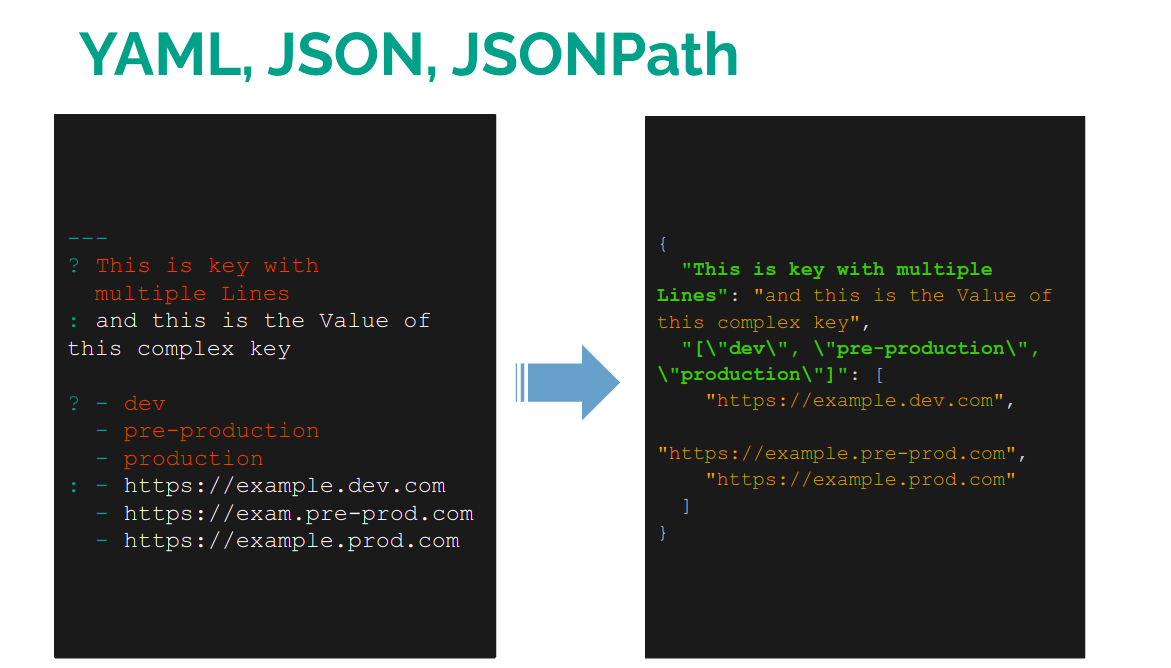 YAML, JSON, JSONPath
---
? This is key with
  multiple Lines
: and this is the Value of
this complex key
? - dev
  - pre-production
  - production
: - https://example.dev.com
  - https://exam.pre-prod.com
  - https://example.prod.com
{
  "This is key with multiple
Lines": "and this is the Value of
this complex key",
  "[\"dev\", \"pre-production\",
\"production\"]": [
    "https://example.dev.com",
"https://example.pre-prod.com",
    "https://example.prod.com"
  ]
}